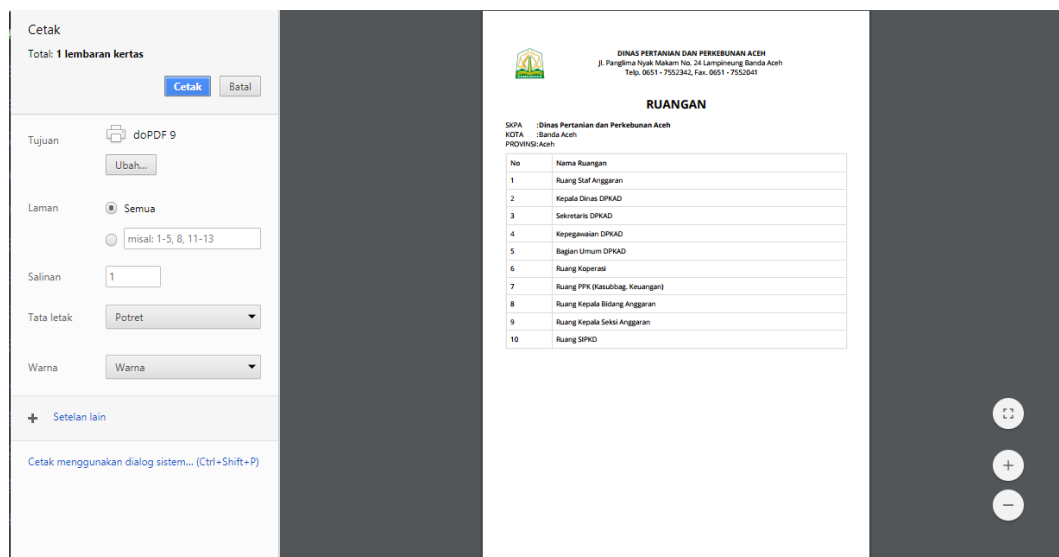 Cetak
Total: 1 lembaran kertas
Cetak Batal
Tujuan doPDF 9
Ubah...
Laman Semua
misal: 1-5, 8, 11-13
Salinan 1
Tata letak Potret
Warna Warna
+ Setelan lain
Cetak menggunakan dialog sistem... (Ctrl+Shift+P)
DINAS PERTANIAN DAN PERKEBUNAN ACEH
Jl. Panglima Nyak Makam No. 24 Lampineung Banda Aceh
Telp. 0651 - 7552342, Fax. 0651 - 7552041
RUANGAN
SKPA :Dinas Pertanian dan Perkebunan Aceh
KOTA :Banda Aceh
PROVINSI:Aceh
No Nama Ruangan
1 Ruang Staf Anggaran
2 Kepala Dinas DPKAD
3 Sekretaris DPKAD
4 Kepegawaian DPKAD
5 Bagian Umum DPKAD
6 Ruang Koperasi
7 Ruang PPK (Kasubbag. Keuangan)
8 Ruang Kepala Bidang Anggaran
9 Ruang Kepala Seksi Anggaran
10 Ruang SIPKD